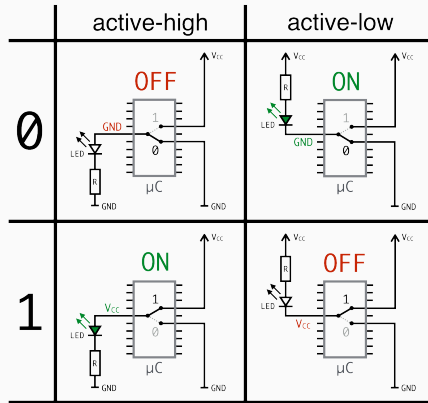 active-high
active-low
0
OFF
VCC
GND
1
0
LED
R
GND
GND
µC
VCC
ON
VCC
R
LED
GND
1
0
GND
µC
1
ON
VCC
VCC
1
0
LED
R
GND
GND
µC
VCC
OFF
VCC
R
LED
VCC
1
0
GND
µC